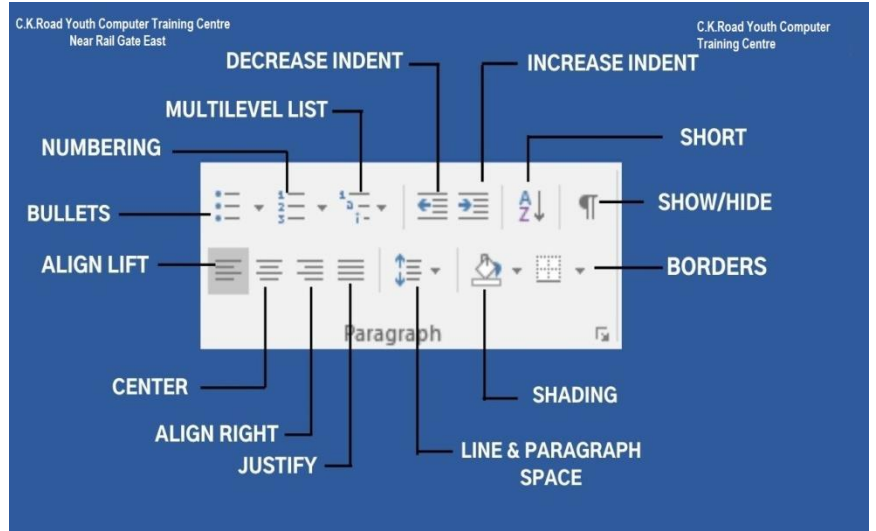 C.K.Road Youth Computer Training Centre
Near Rail Gate East
C.K.Road Youth Computer
Training Centre
DECREASE INDENT
INCREASE INDENT
MULTILEVEL LIST
SHORT
NUMBERING
BULLETS
SHOW/HIDE
ALIGN LIFT
BORDERS
Paragraph
CENTER
SHADING
ALIGN RIGHT
JUSTIFY
LINE & PARAGRAPH
SPACE